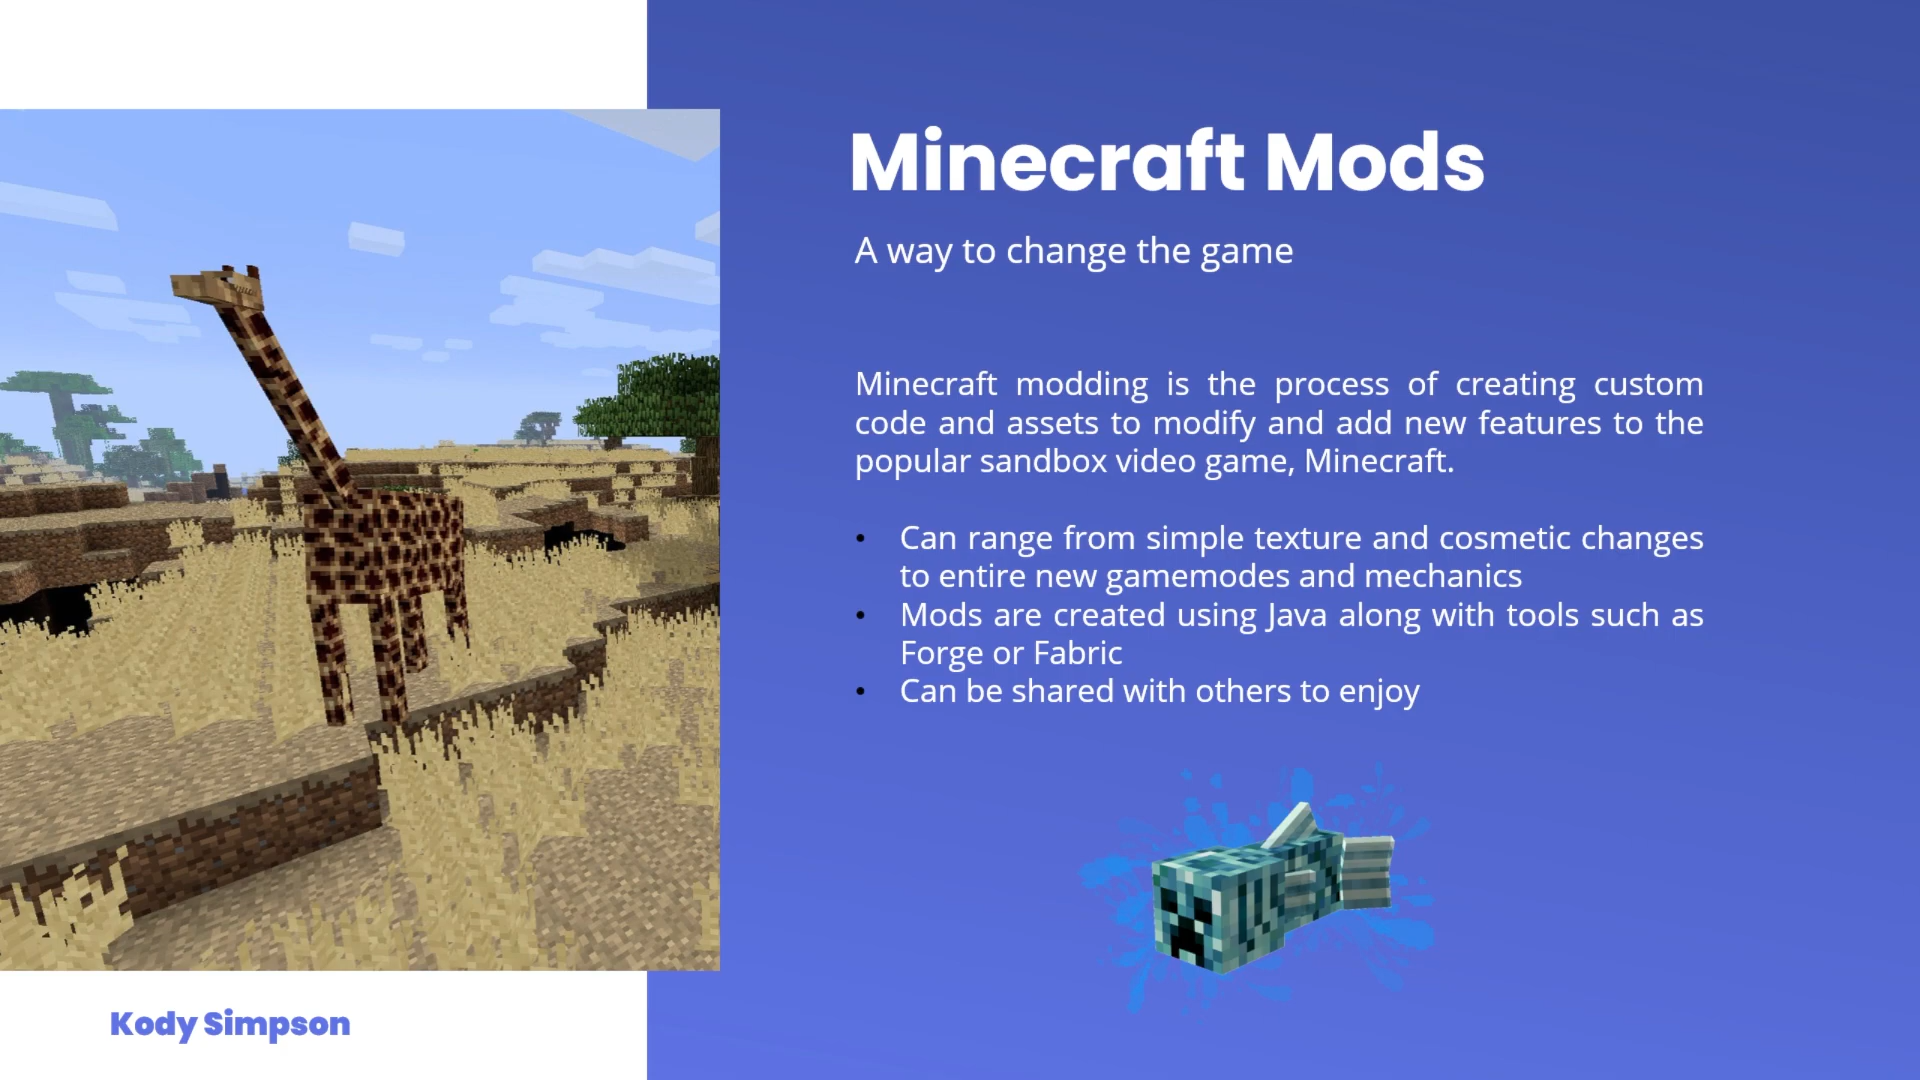 Minecraft Mods
A way to change the game
Minecraft modding is the process of creating custom
code and assets to modify and add new features to the
popular sandbox video game, Minecraft.
• Can range from simple texture and cosmetic changes
to entire new gamemodes and mechanics
• Mods are created using Java along with tools such as
Forge or Fabric
• Can be shared with others to enjoy
Kody Simpson